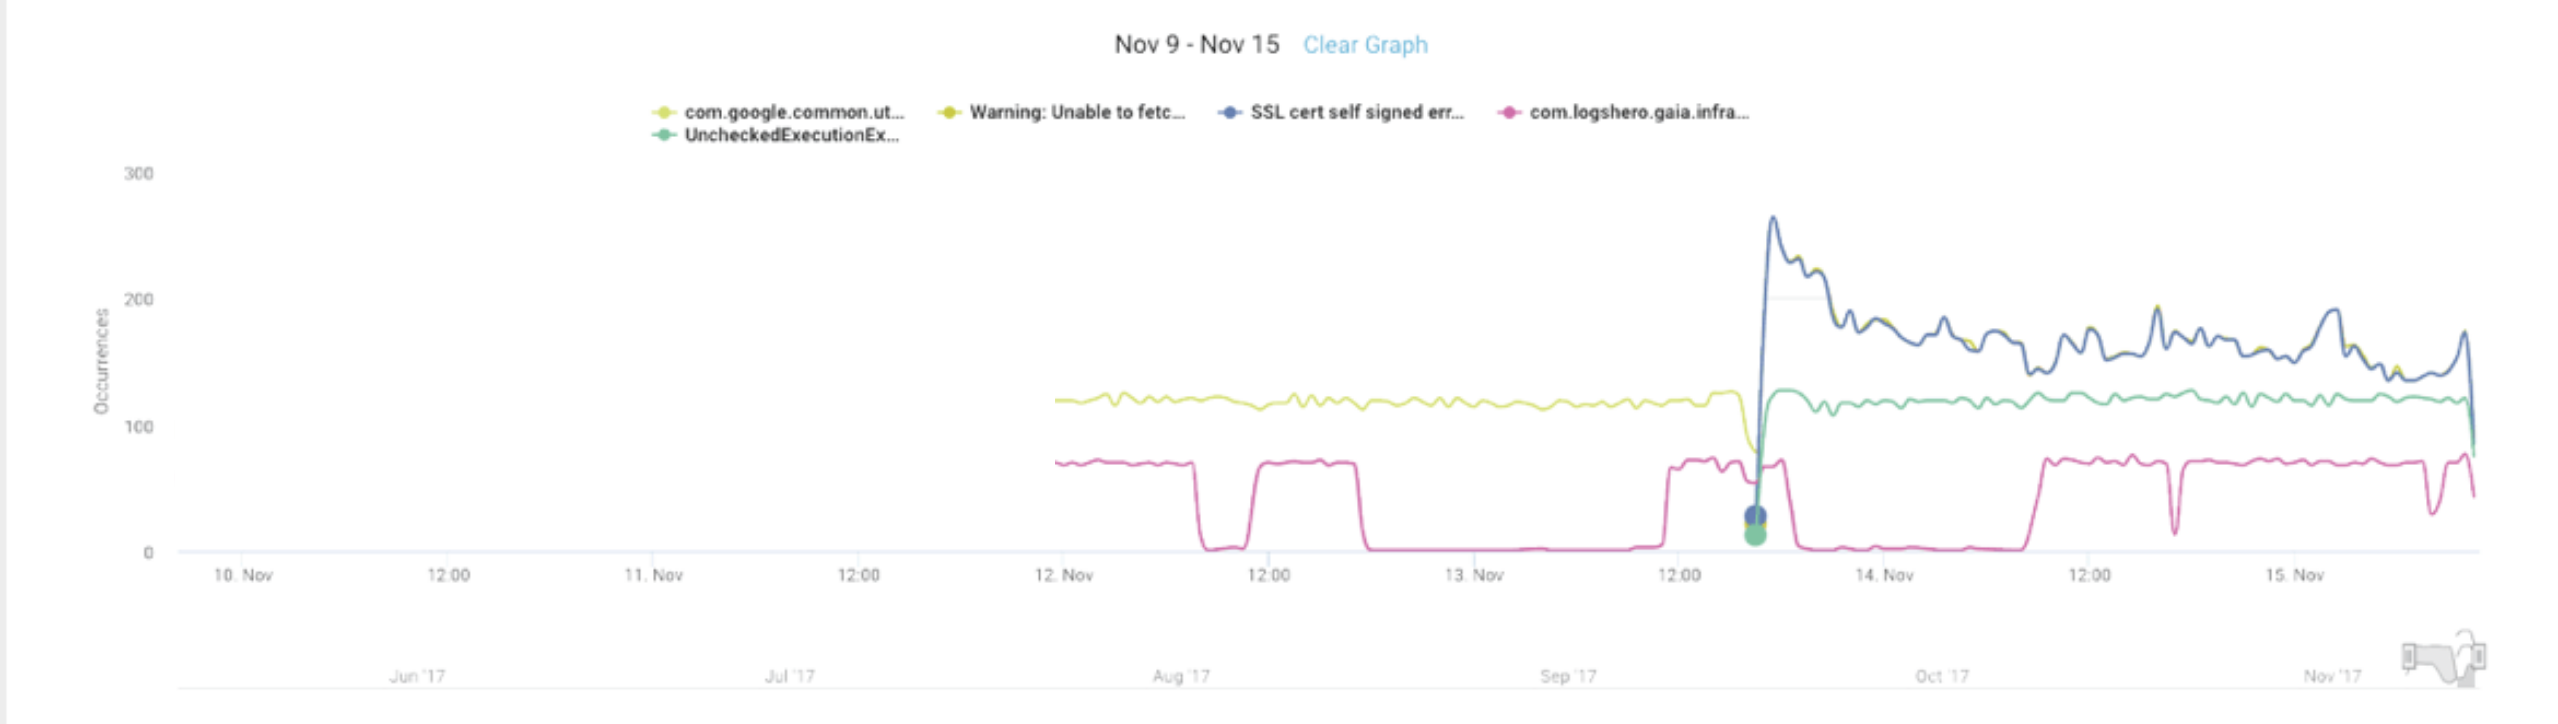 Nov 9 - Nov 15 Clear Graph
com.google.common.ut... Warning: Unable to fetc... SSL cert self signed err... com.logshero.gaia.infra...
UncheckedExecutionEx...
300
200
100
0
Occurrences
10. Nov 12:00 11. Nov 12:00 12. Nov 12:00 13. Nov 12:00 14. Nov 12:00 15. Nov
Jun '17 Jul '17 Aug '17 Sep '17 Oct '17 Nov '17